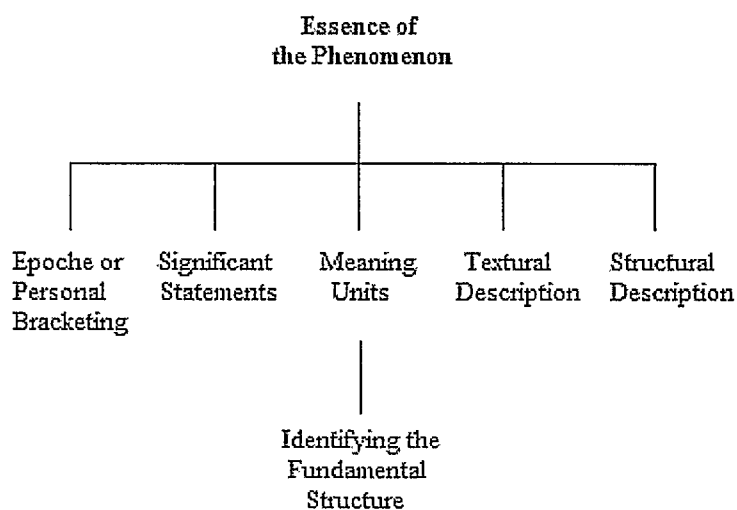 Essence of
the Phenomenon
Epoche or
Personal
Bracketing
Significant
Statements
Meaning
Units
Textural
Description
Structural
Description
Identifying the
Fundamental
Structure